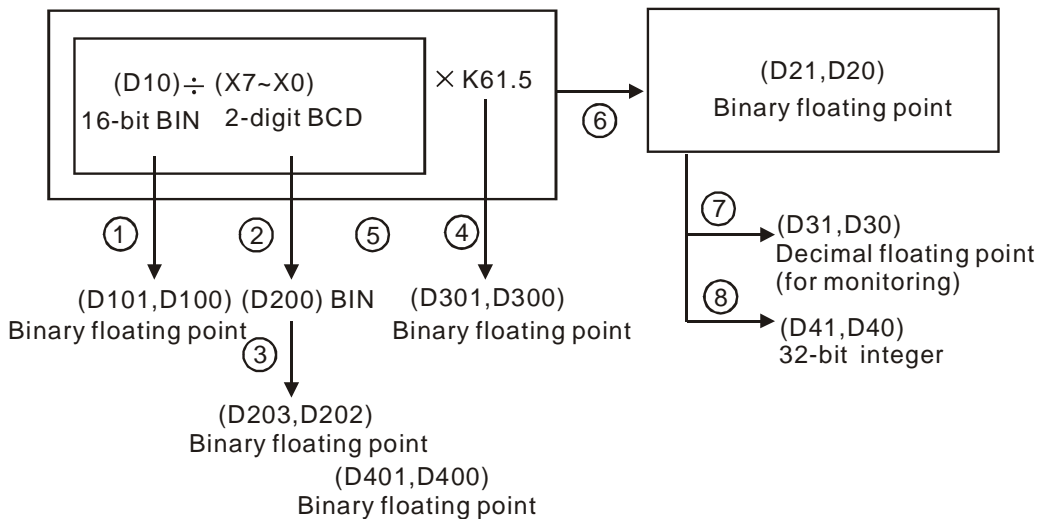 (D10) ÷ (X7~X0)
16-bit BIN 2-digit BCD
× K61.5
6
(D21,D20)
Binary floating point
1
2
5
4
7
(D31,D30)
Decimal floating point
(for monitoring)
8
(D41,D40)
32-bit integer
(D101,D100) (D200) BIN (D301,D300)
Binary floating point
Binary floating point
3
(D203,D202)
Binary floating point
(D401,D400)
Binary floating point